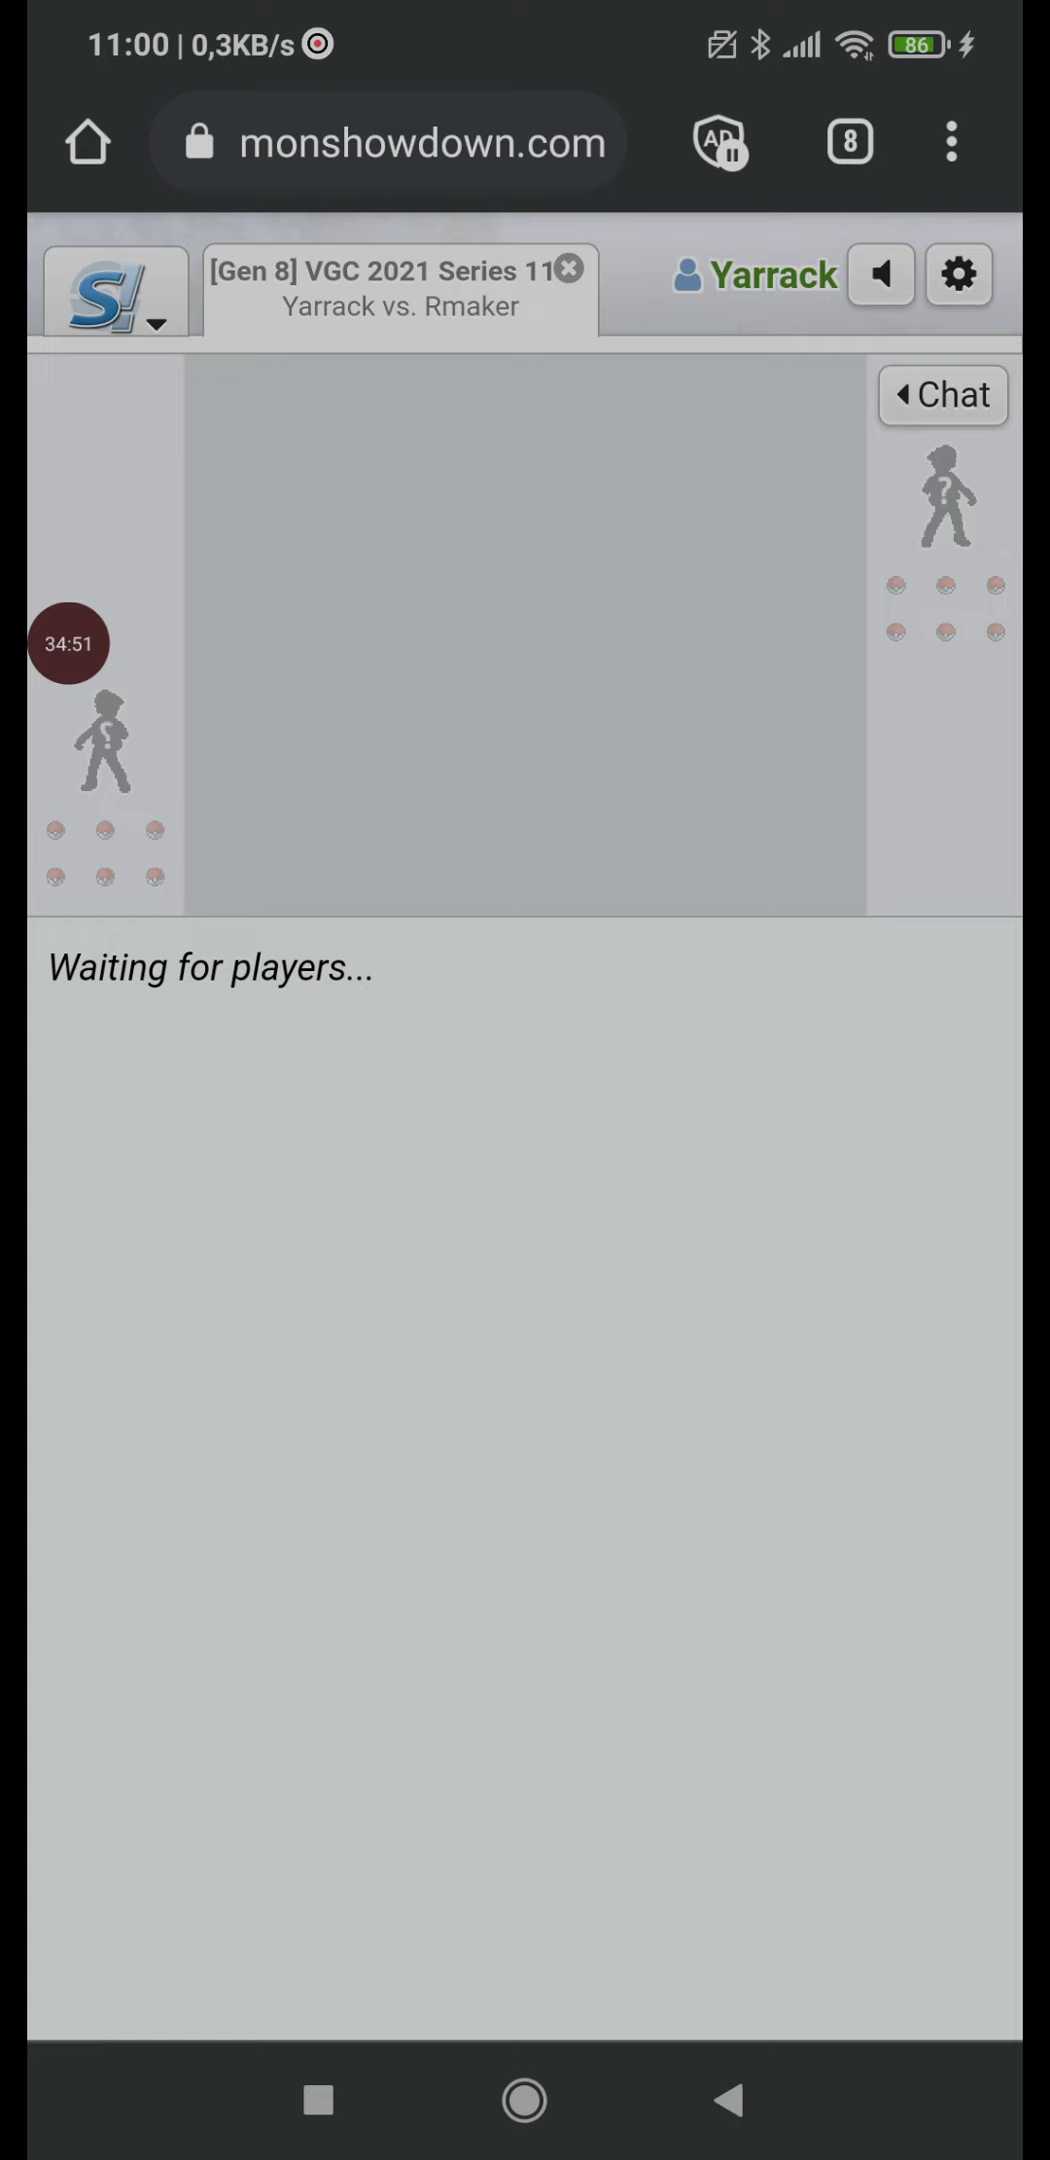 11:00 | 0,3KB/s
86
monshowdown.com
AD
8
S!
[Gen 8] VGC 2021 Series 11
Yarrack vs. Rmaker
Yarrack
Chat
?
34:51
?
Waiting for players...